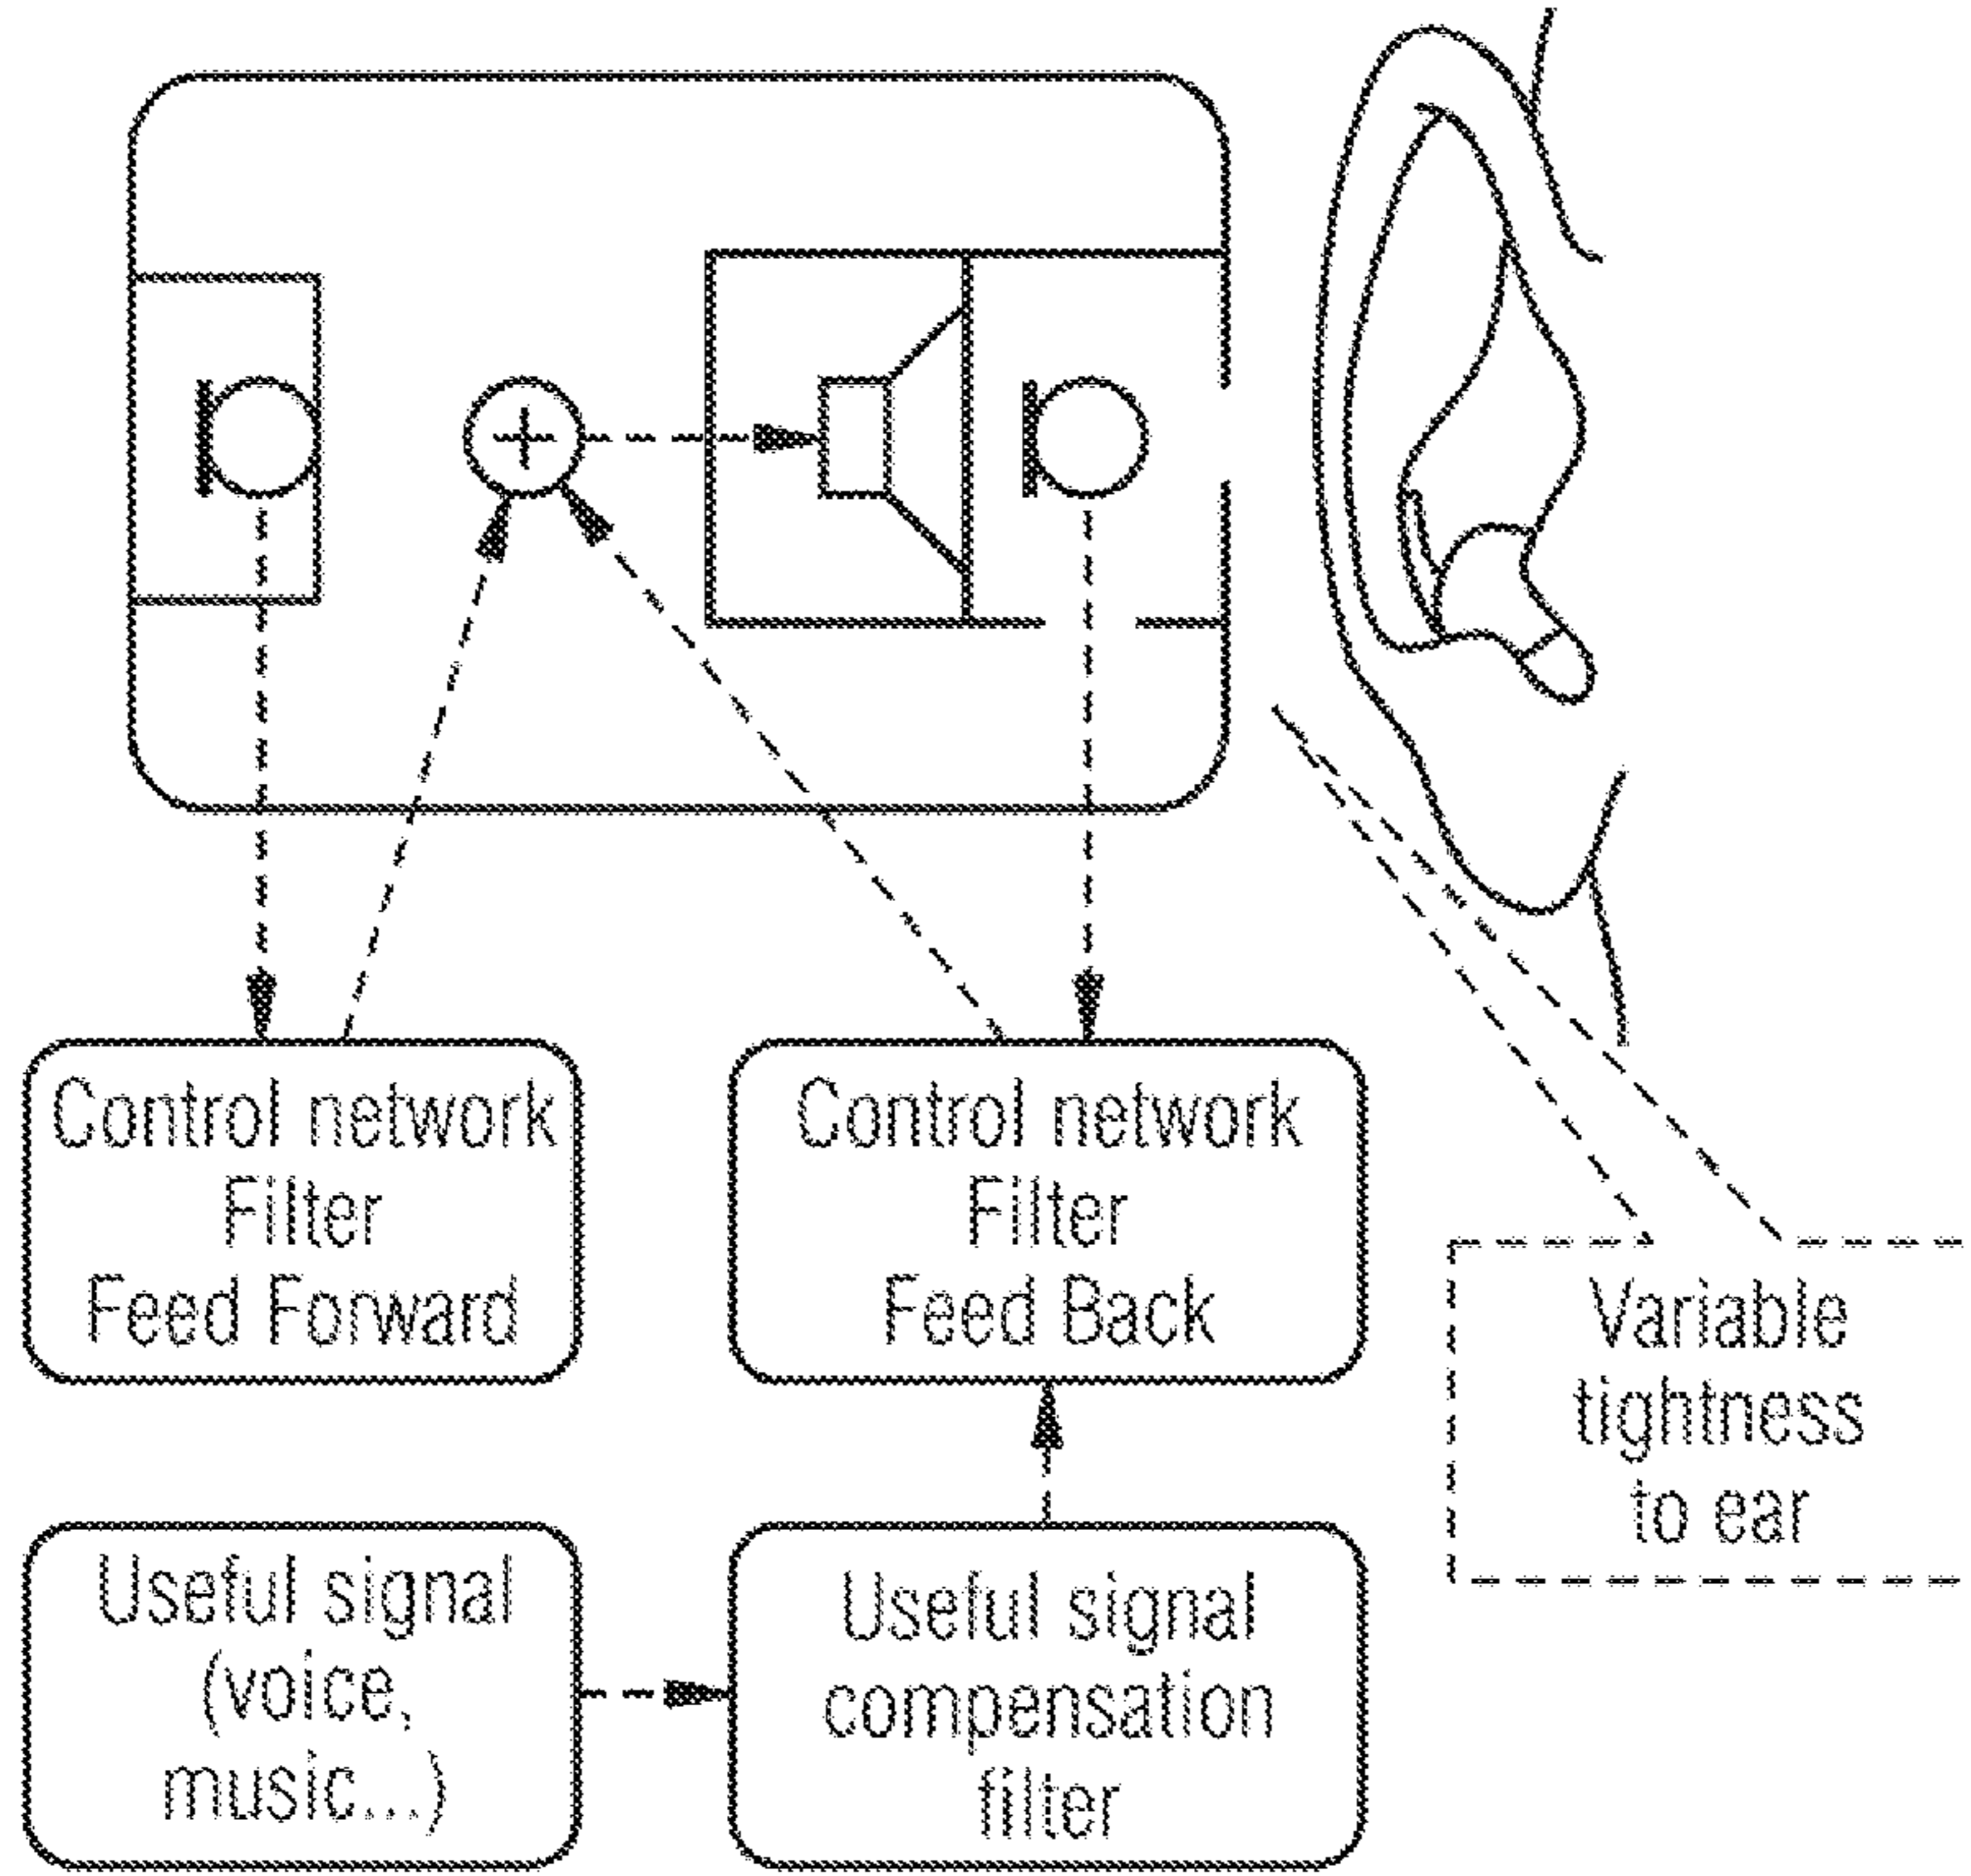 Control network
Filter
Feed Forward
Control network
Filter
Feed Back
Variable
tightness
to ear
Useful signal
(voice,
music...)
Useful signal
compensation
filter